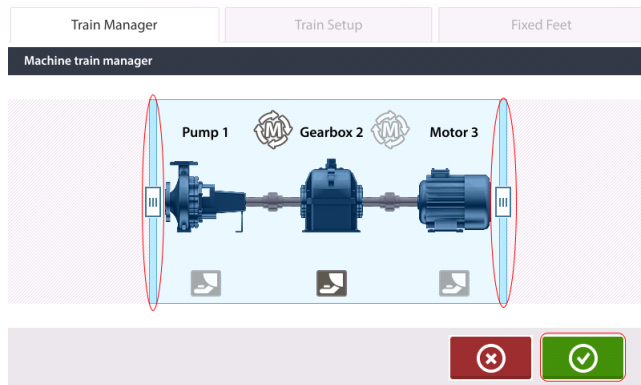 Train Manager Train Setup Fixed Feet
Machine train manager
Pump 1 M Gearbox 2 M Motor 3